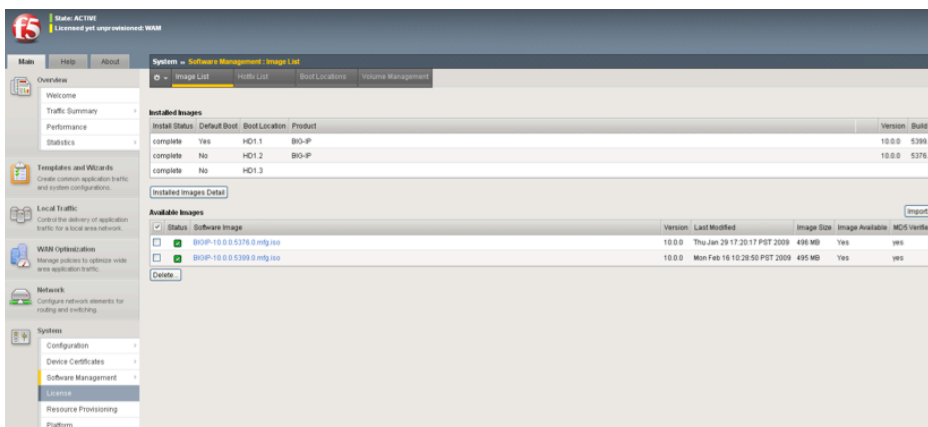 f5
State: ACTIVE
Licensed yet unprovisioned: WAM
Main Help About
System » Software Management : Image List
Image List Hotfix List Boot Locations Volume Management
Overview
Welcome
Traffic Summary
Performance
Statistics
Templates and Wizards
Create common application traffic
and system configurations.
Local Traffic
Control the delivery of application
traffic for a local area network.
WAN Optimization
Manage policies to optimize wide
area application traffic.
Network
Configure network elements for
routing and switching.
System
Configuration
Device Certificates
Software Management
License
Resource Provisioning
Platform
Installed Images
Install Status Default Boot Boot Location Product Version Build
complete Yes HD1.1 BIG-IP 10.0.0 5399.
complete No HD1.2 BIG-IP 10.0.0 5376.
complete No HD1.3
Installed Images Detail
Available Images
Import
Status Software Image Version Last Modified Image Size Image Available MD5 Verifie
BIGIP-10.0.0.5376.0.mfg.iso 10.0.0 Thu Jan 29 17:20:17 PST 2009 496 MB Yes yes
BIGIP-10.0.0.5399.0.mfg.iso 10.0.0 Mon Feb 16 10:28:50 PST 2009 495 MB Yes yes
Delete...